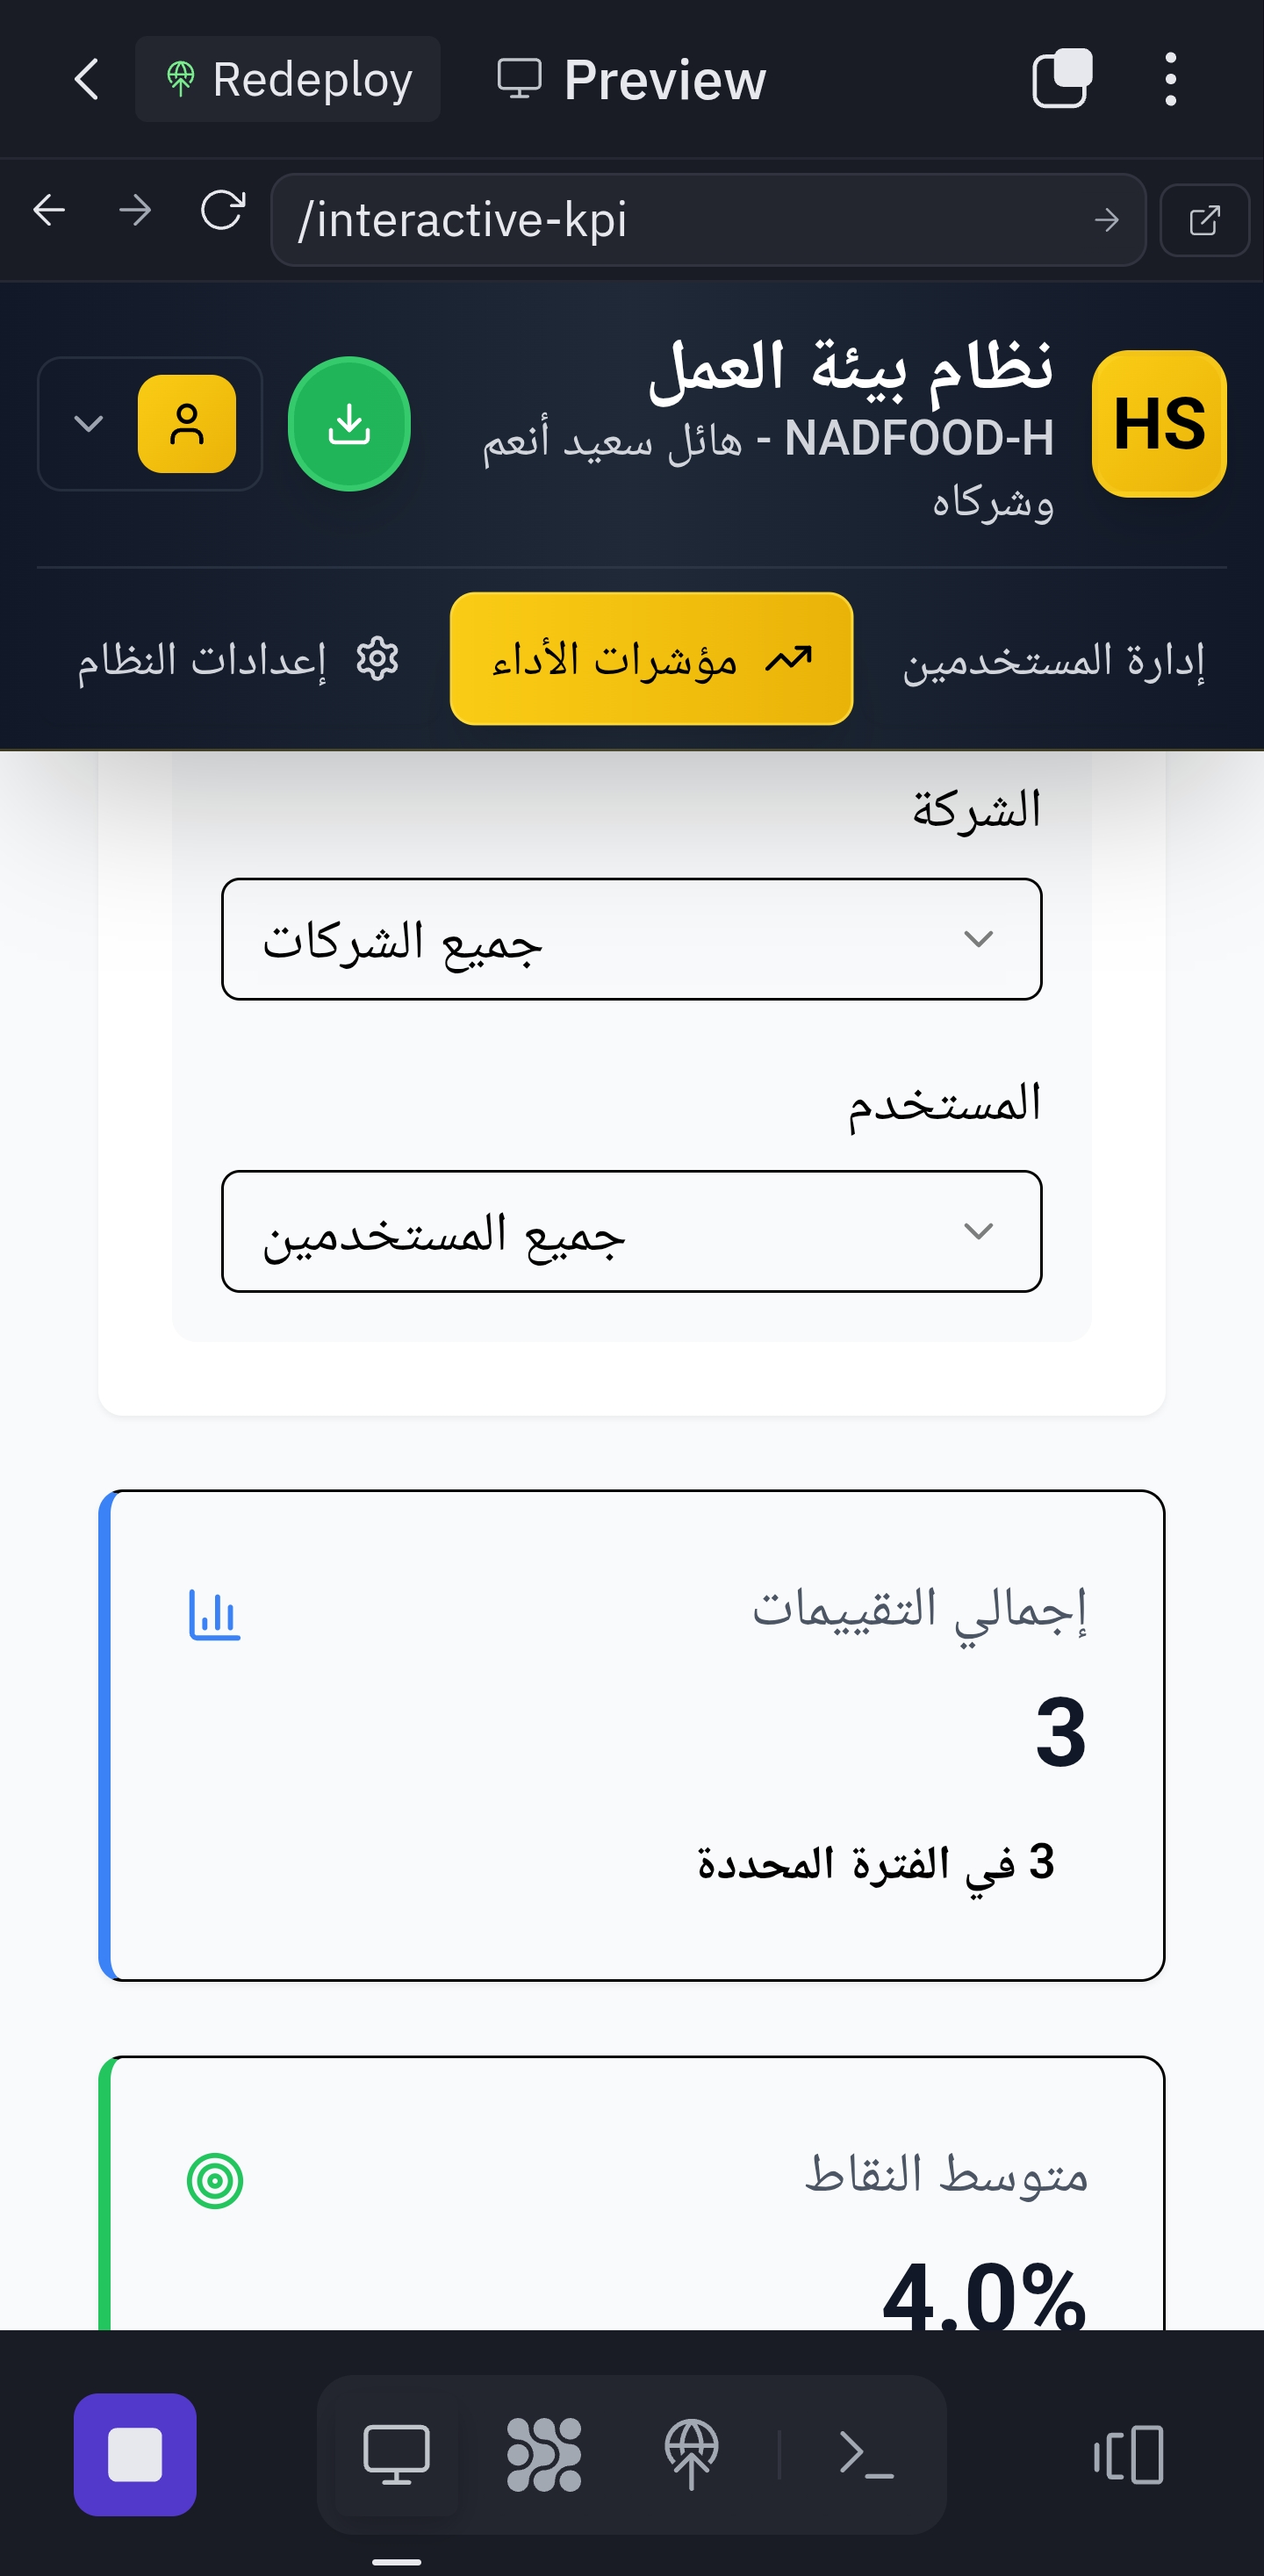 Redeploy
Preview
/interactive-kpi
HS
نظام بيئة العمل
NADFOOD-H - هائل سعيد أنعم
وشركاه
إدارة المستخدمين
مؤشرات الأداء
إعدادات النظام
الشركة
جميع الشركات
المستخدم
جميع المستخدمين
إجمالي التقييمات
3
3 في الفترة المحددة
متوسط النقاط
4.0%